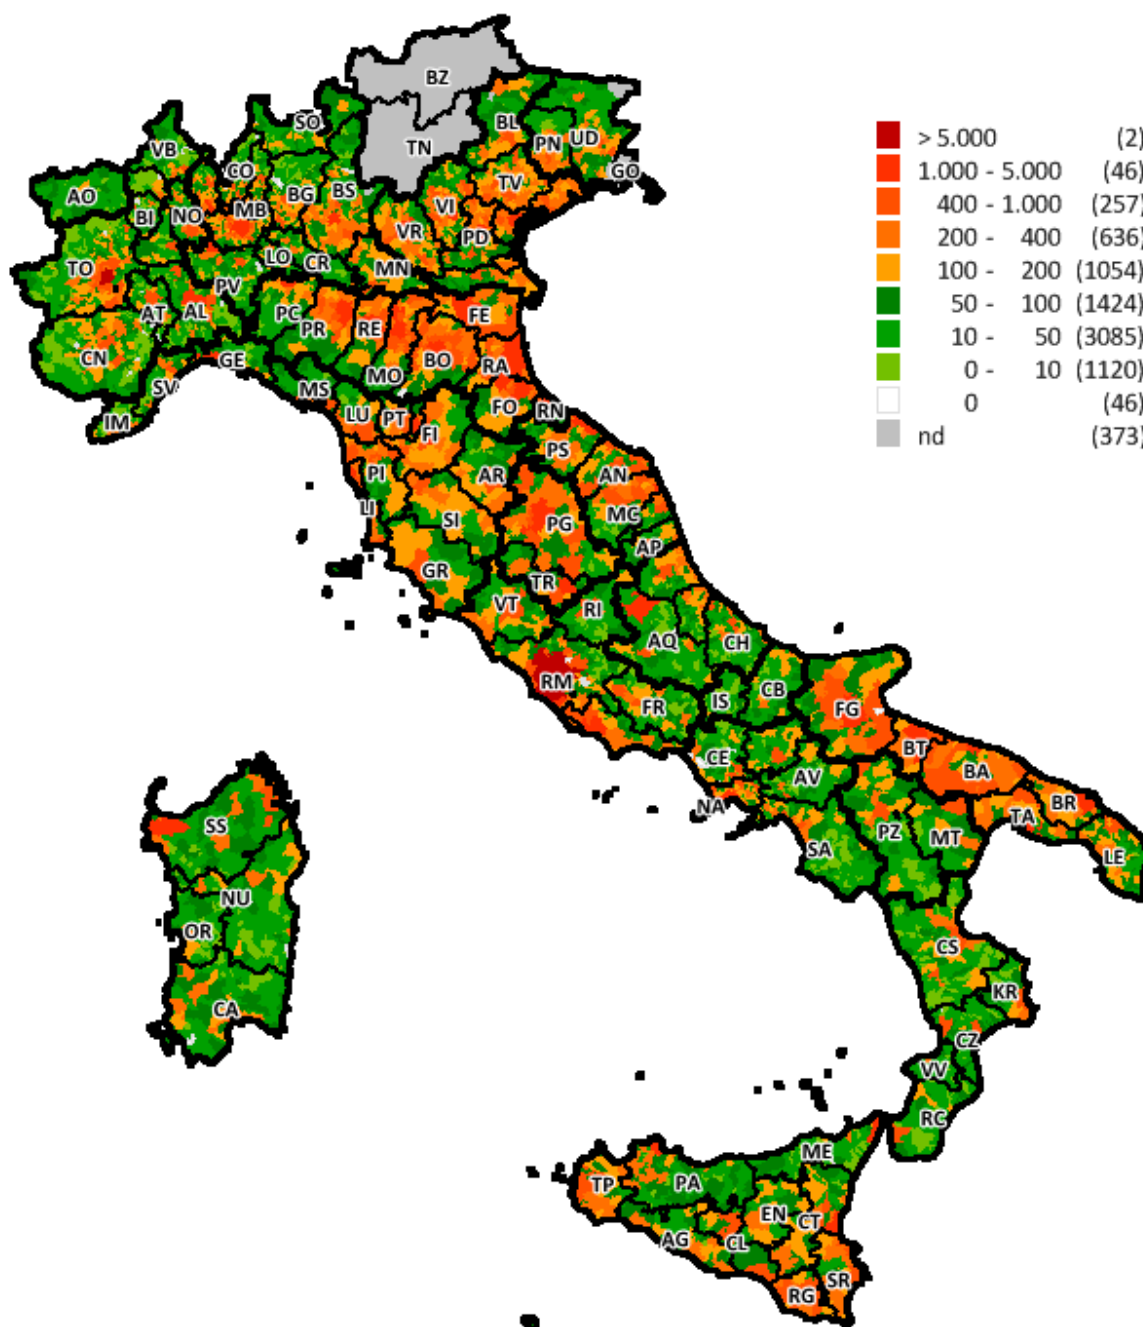 BZ
SO
BL
TN
PN
UD
VB
CO
GO
AO
BG
BS
TV
BI
NO
MB
VI
VR
PD
TO
LO
CR
MN
PV
AT
AL
PC
PR
RE
FE
CN
GE
BO
RA
SV
MS
MO
IM
LU
PT
FO
RN
FI
PS
PI
AR
AN
LI
SI
MC
PG
AP
GR
TR
VT
RI
AQ
CH
RM
IS
CB
FR
FG
CE
BT
AV
BA
NA
BR
SS
PZ
TA
SA
MT
LE
NU
OR
CS
CA
KR
CZ
VV
RC
ME
TP
PA
EN
CT
AG
CL
SR
RG
> 5.000 (2)
1.000 - 5.000 (46)
400 - 1.000 (257)
200 - 400 (636)
100 - 200 (1054)
50 - 100 (1424)
10 - 50 (3085)
0 - 10 (1120)
0 (46)
nd (373)